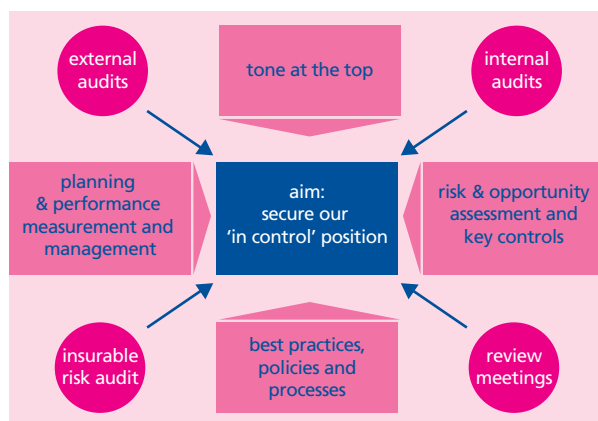 external
audits
tone at the top
internal
audits
planning
& performance
measurement and
management
aim:
secure our
'in control' position
risk & opportunity
assessment and
key controls
insurable
risk audit
best practices,
policies and
processes
review
meetings